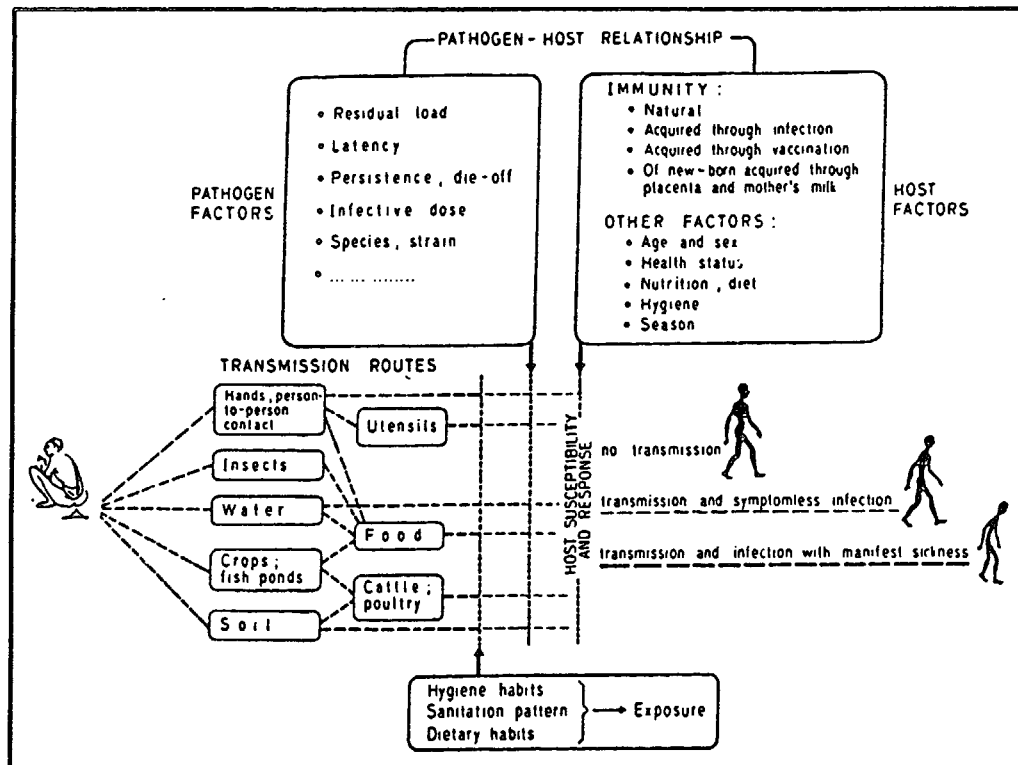 PATHOGEN-HOST RELATIONSHIP
PATHOGEN
FACTORS
• Residual load
• Latency
• Persistence, die-off
• Infective dose
• Species, strain
• ... ... ........
IMMUNITY:
• Natural
• Acquired through infection
• Acquired through vaccination
• Of new-born acquired through
placenta and mother's milk
OTHER FACTORS:
• Age and sex
• Health status
• Nutrition, diet
• Hygiene
• Season
HOST
FACTORS
TRANSMISSION ROUTES
Hands, person-
to-person
contact
Utensils
Insects
Water
Food
Crops;
fish ponds
Cattle;
poultry
Soil
HOST SUSCEPTIBILITY
AND RESPONSE
no transmission
transmission and symptomless infection
transmission and infection with manifest sickness
Hygiene habits
Sanitation pattern
Dietary habits
Exposure